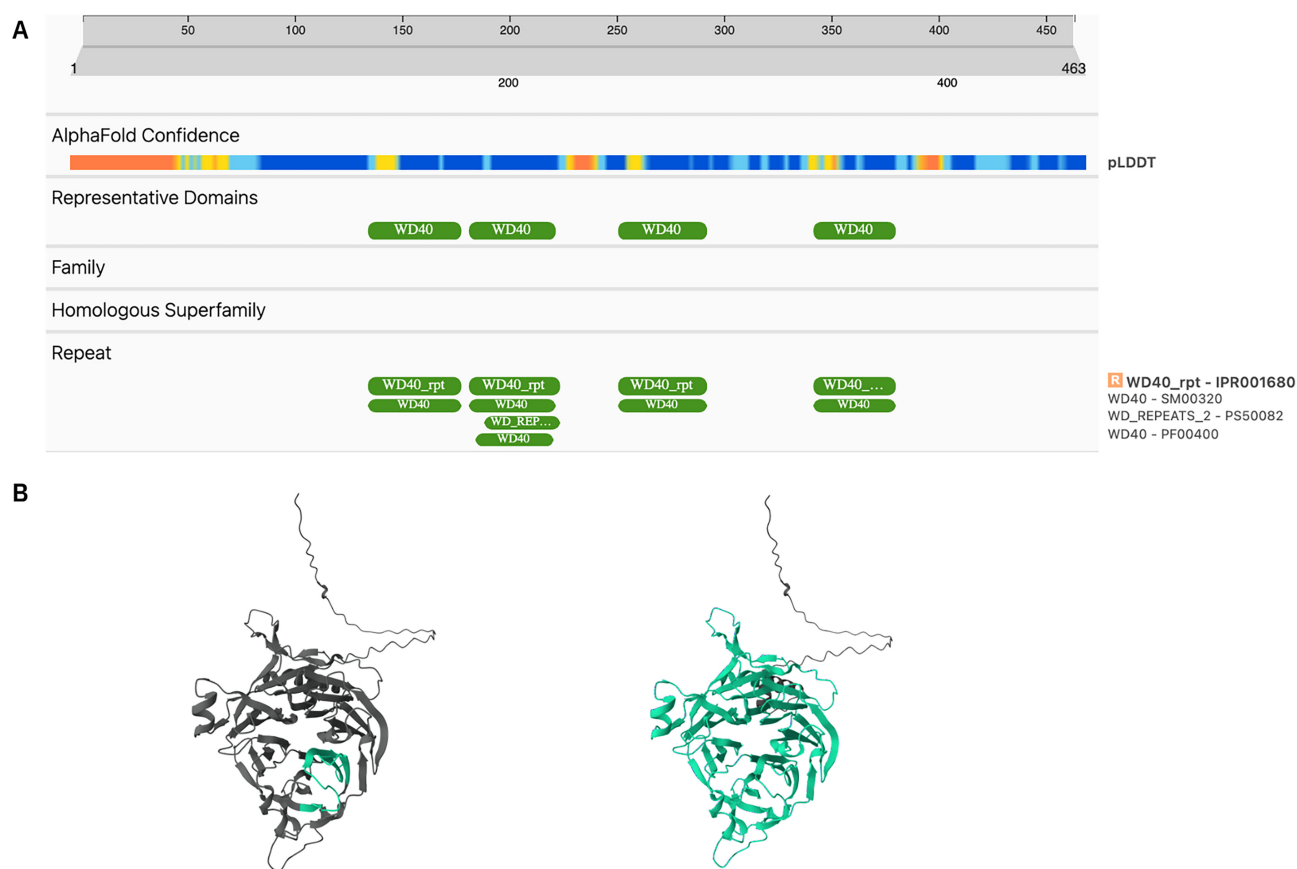 A
50 100 150 200 250 300 350 400 450
1 463
200 400
AlphaFold Confidence
pLDDT
Representative Domains
WD40 WD40 WD40 WD40
Family
Homologous Superfamily
Repeat
WD40_rpt WD40_rpt WD40_rpt WD40_... R WD40_rpt - IPR001680
WD40 WD40 WD40 WD40 WD40 - SM00320
WD_REP... WD_REPEATS_2 - PS50082
WD40 WD40 - PF00400
B